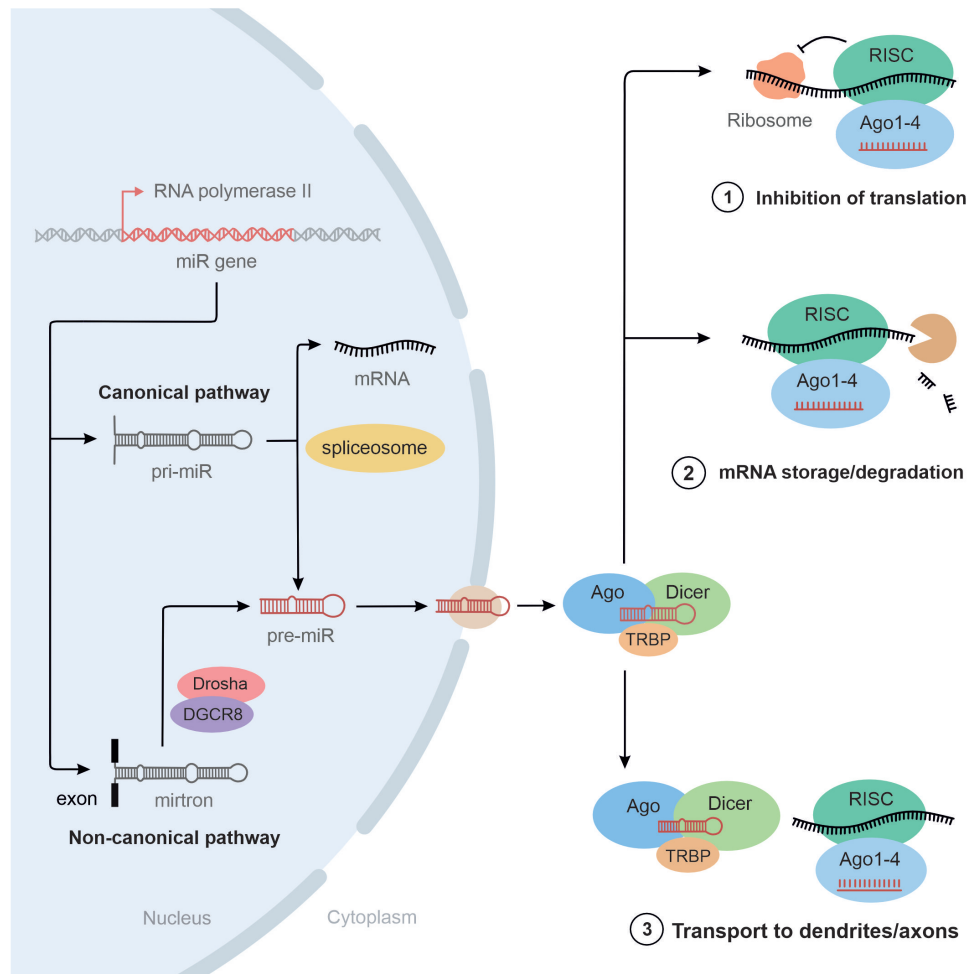 RISC
Ribosome
Ago1-4
1 Inhibition of translation
RNA polymerase II
miR gene
RISC
Ago1-4
2 mRNA storage/degradation
mRNA
Canonical pathway
spliceosome
pri-miR
pre-miR
Ago
Dicer
TRBP
Drosha
DGCR8
exon
mirtron
Non-canonical pathway
Ago
Dicer
TRBP
RISC
Ago1-4
3 Transport to dendrites/axons
Nucleus
Cytoplasm